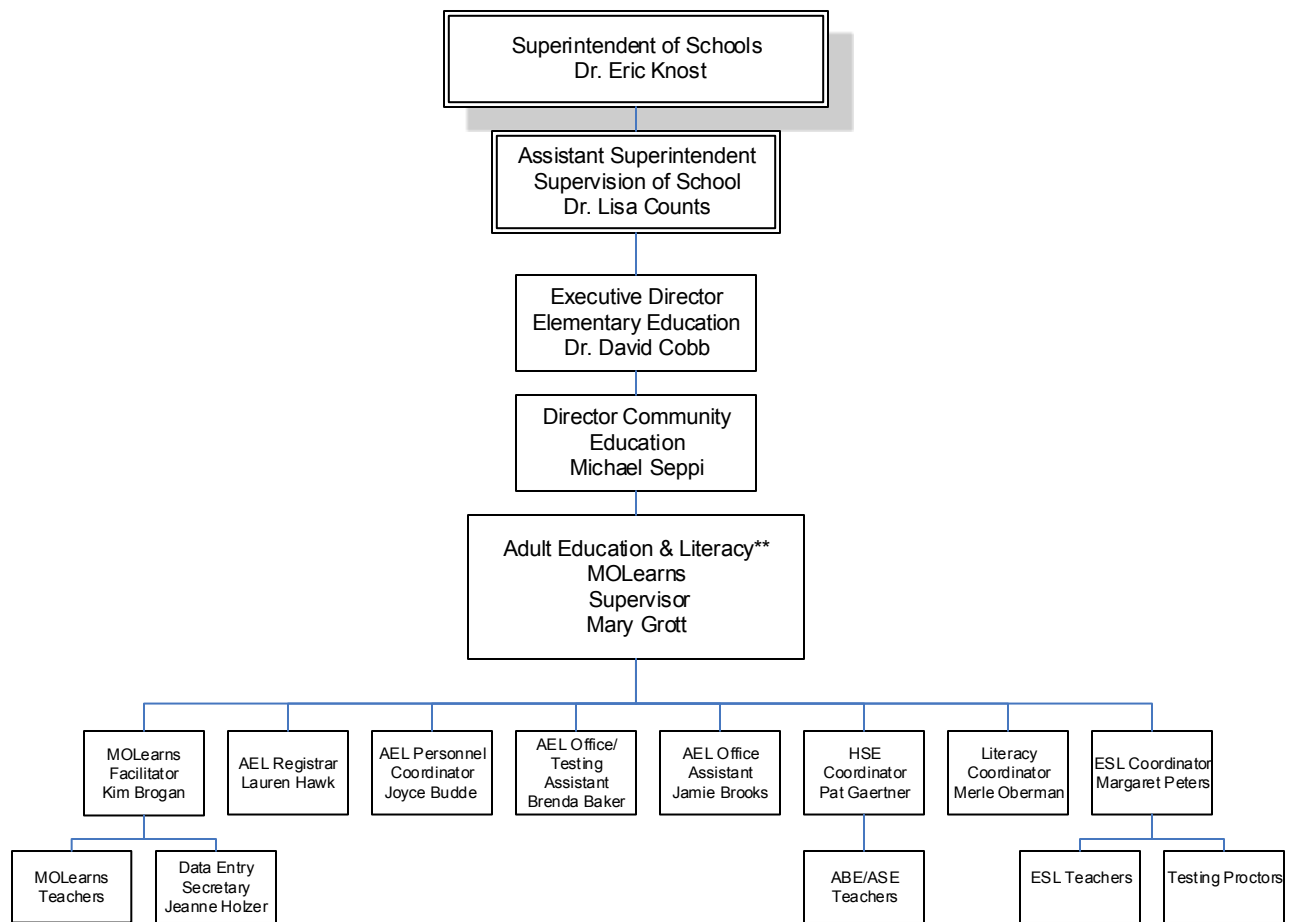 Superintendent of Schools
Dr. Eric Knost
Assistant Superintendent
Supervision of School
Dr. Lisa Counts
Executive Director
Elementary Education
Dr. David Cobb
Director Community
Education
Michael Seppi
Adult Education & Literacy**
MOLearns
Supervisor
Mary Grott
MOLearns
Facilitator
Kim Brogan
AEL Registrar
Lauren Hawk
AEL Personnel
Coordinator
Joyce Budde
AEL Office/
Testing
Assistant
Brenda Baker
AEL Office
Assistant
Jamie Brooks
HSE
Coordinator
Pat Gaertner
Literacy
Coordinator
Merle Oberman
ESL Coordinator
Margaret Peters
MOLearns
Teachers
Data Entry
Secretary
Jeanne Holzer
ABE/ASE
Teachers
ESL Teachers
Testing Proctors